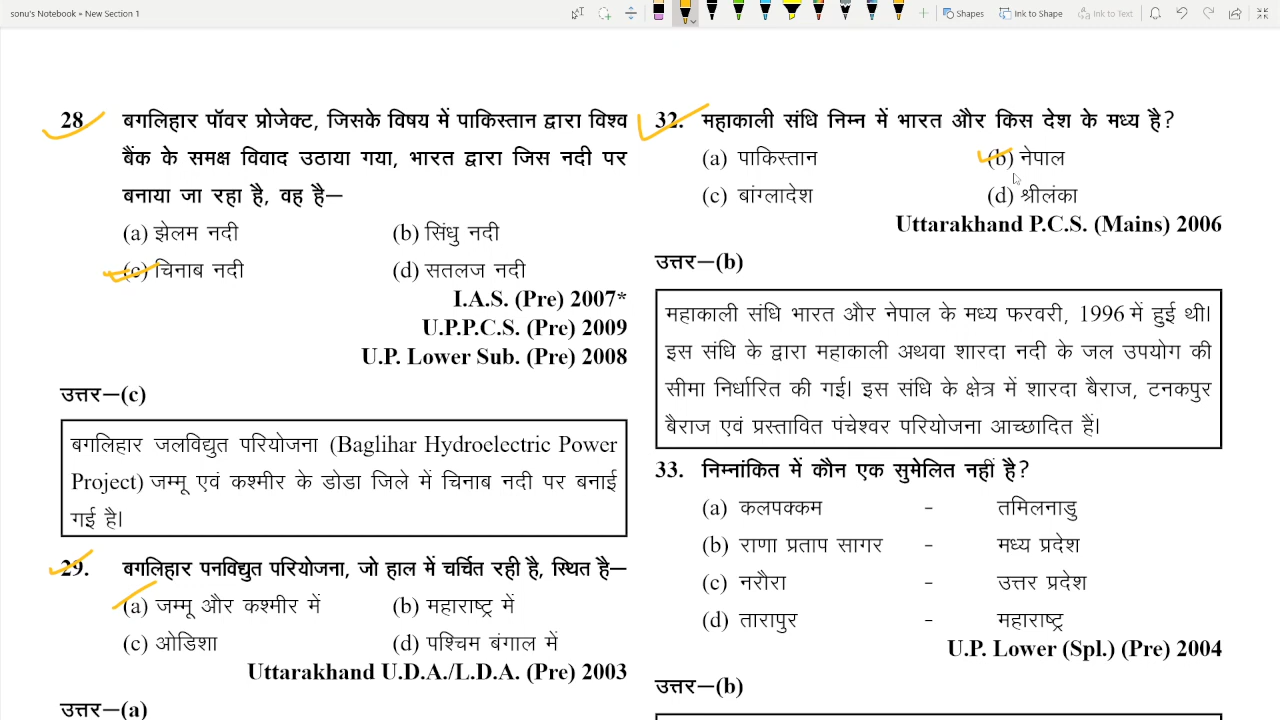 sonu's Notebook » New Section 1
Shapes
Ink to Shape
Ink to Text
28
बगलिहार पॉवर प्रोजेक्ट, जिसके विषय में पाकिस्तान द्वारा विश्व
बैंक के समक्ष विवाद उठाया गया, भारत द्वारा जिस नदी पर
बनाया जा रहा है, वह है–
(a) झेलम नदी (b) सिंधु नदी
(c) चिनाब नदी (d) सतलज नदी
I.A.S. (Pre) 2007*
U.P.P.C.S. (Pre) 2009
U.P. Lower Sub. (Pre) 2008
उत्तर–(c)
बगलिहार जलविद्युत परियोजना (Baglihar Hydroelectric Power
Project) जम्मू एवं कश्मीर के डोडा जिले में चिनाब नदी पर बनाई
गई है।
29. बगलिहार पनविद्युत परियोजना, जो हाल में चर्चित रही है, स्थित है–
(a) जम्मू और कश्मीर में (b) महाराष्ट्र में
(c) ओडिशा (d) पश्चिम बंगाल में
Uttarakhand U.D.A./L.D.A. (Pre) 2003
उत्तर–(a)
32. महाकाली संधि निम्न में भारत और किस देश के मध्य है?
(a) पाकिस्तान (b) नेपाल
(c) बांग्लादेश (d) श्रीलंका
Uttarakhand P.C.S. (Mains) 2006
उत्तर–(b)
महाकाली संधि भारत और नेपाल के मध्य फरवरी, 1996 में हुई थी।
इस संधि के द्वारा महाकाली अथवा शारदा नदी के जल उपयोग की
सीमा निर्धारित की गई। इस संधि के क्षेत्र में शारदा बैराज, टनकपुर
बैराज एवं प्रस्तावित पंचेश्वर परियोजना आच्छादित हैं।
33. निम्नांकित में कौन एक सुमेलित नहीं है?
(a) कलपक्कम - तमिलनाडु
(b) राणा प्रताप सागर - मध्य प्रदेश
(c) नरौरा - उत्तर प्रदेश
(d) तारापुर - महाराष्ट्र
U.P. Lower (Spl.) (Pre) 2004
उत्तर–(b)